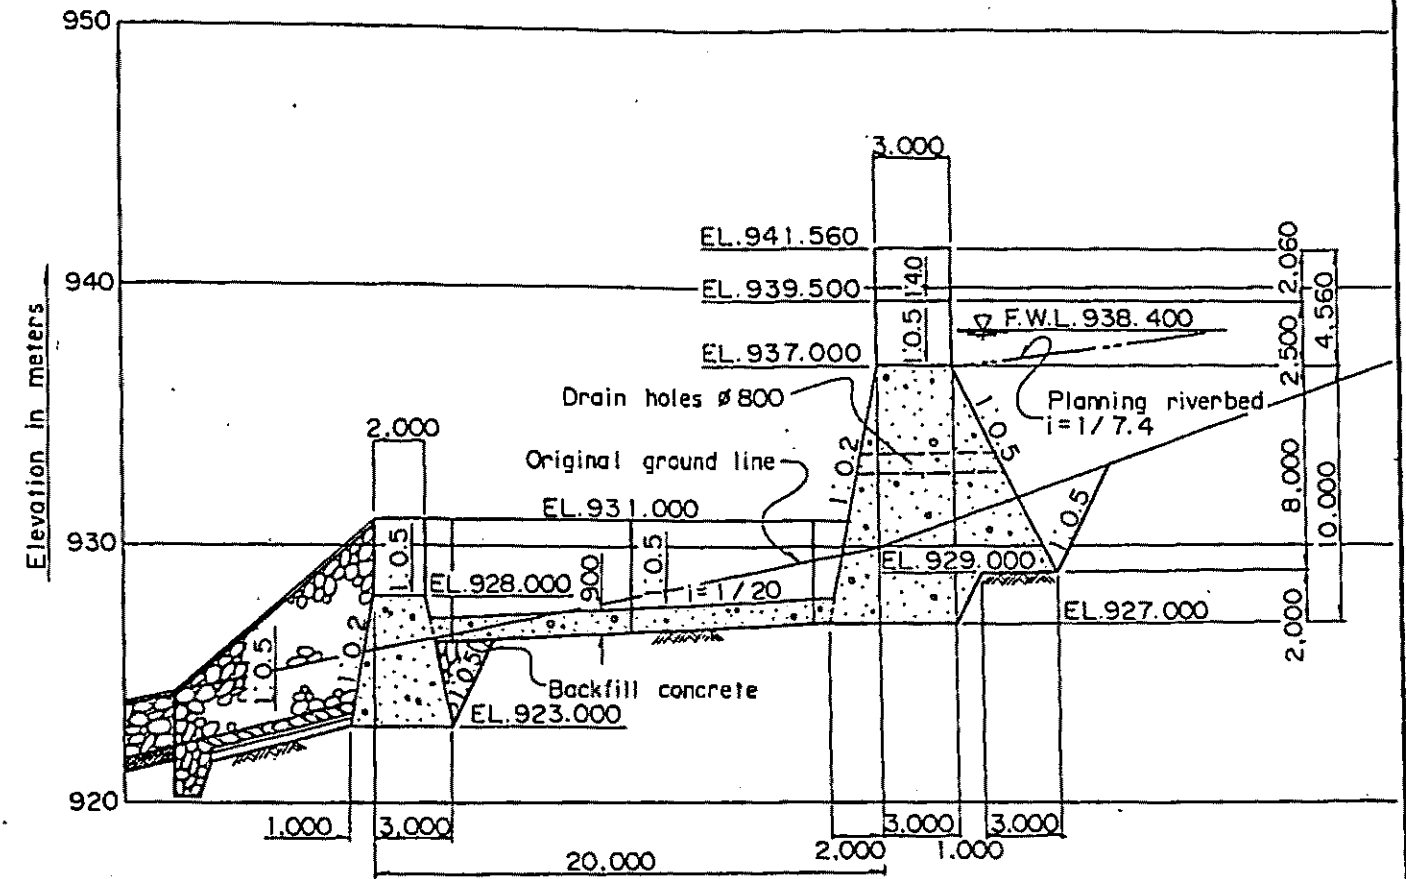 950
3.000
EL.941.560
940
EL.939.500
1:40
2.060
4,560
F.W.L.938.400
1:0.5
2.500
EL.937.000
Drain holes ø800
Planning riverbed
i=1/7.4
2.000
1:0.2
1:0.5
Original ground line
8.000
10.000
EL.931.000
1:0.5
930
1:0.5
1:0.5
EL.929.000
EL.928.000
900
i=1/20
EL.927.000
2,000
1:0.2
1:0.5
1:0.5
Backfill concrete
EL.923.000
920
1.000
3.000
2.000
3.000
1.000
3.000
20.000
Elevation in meters